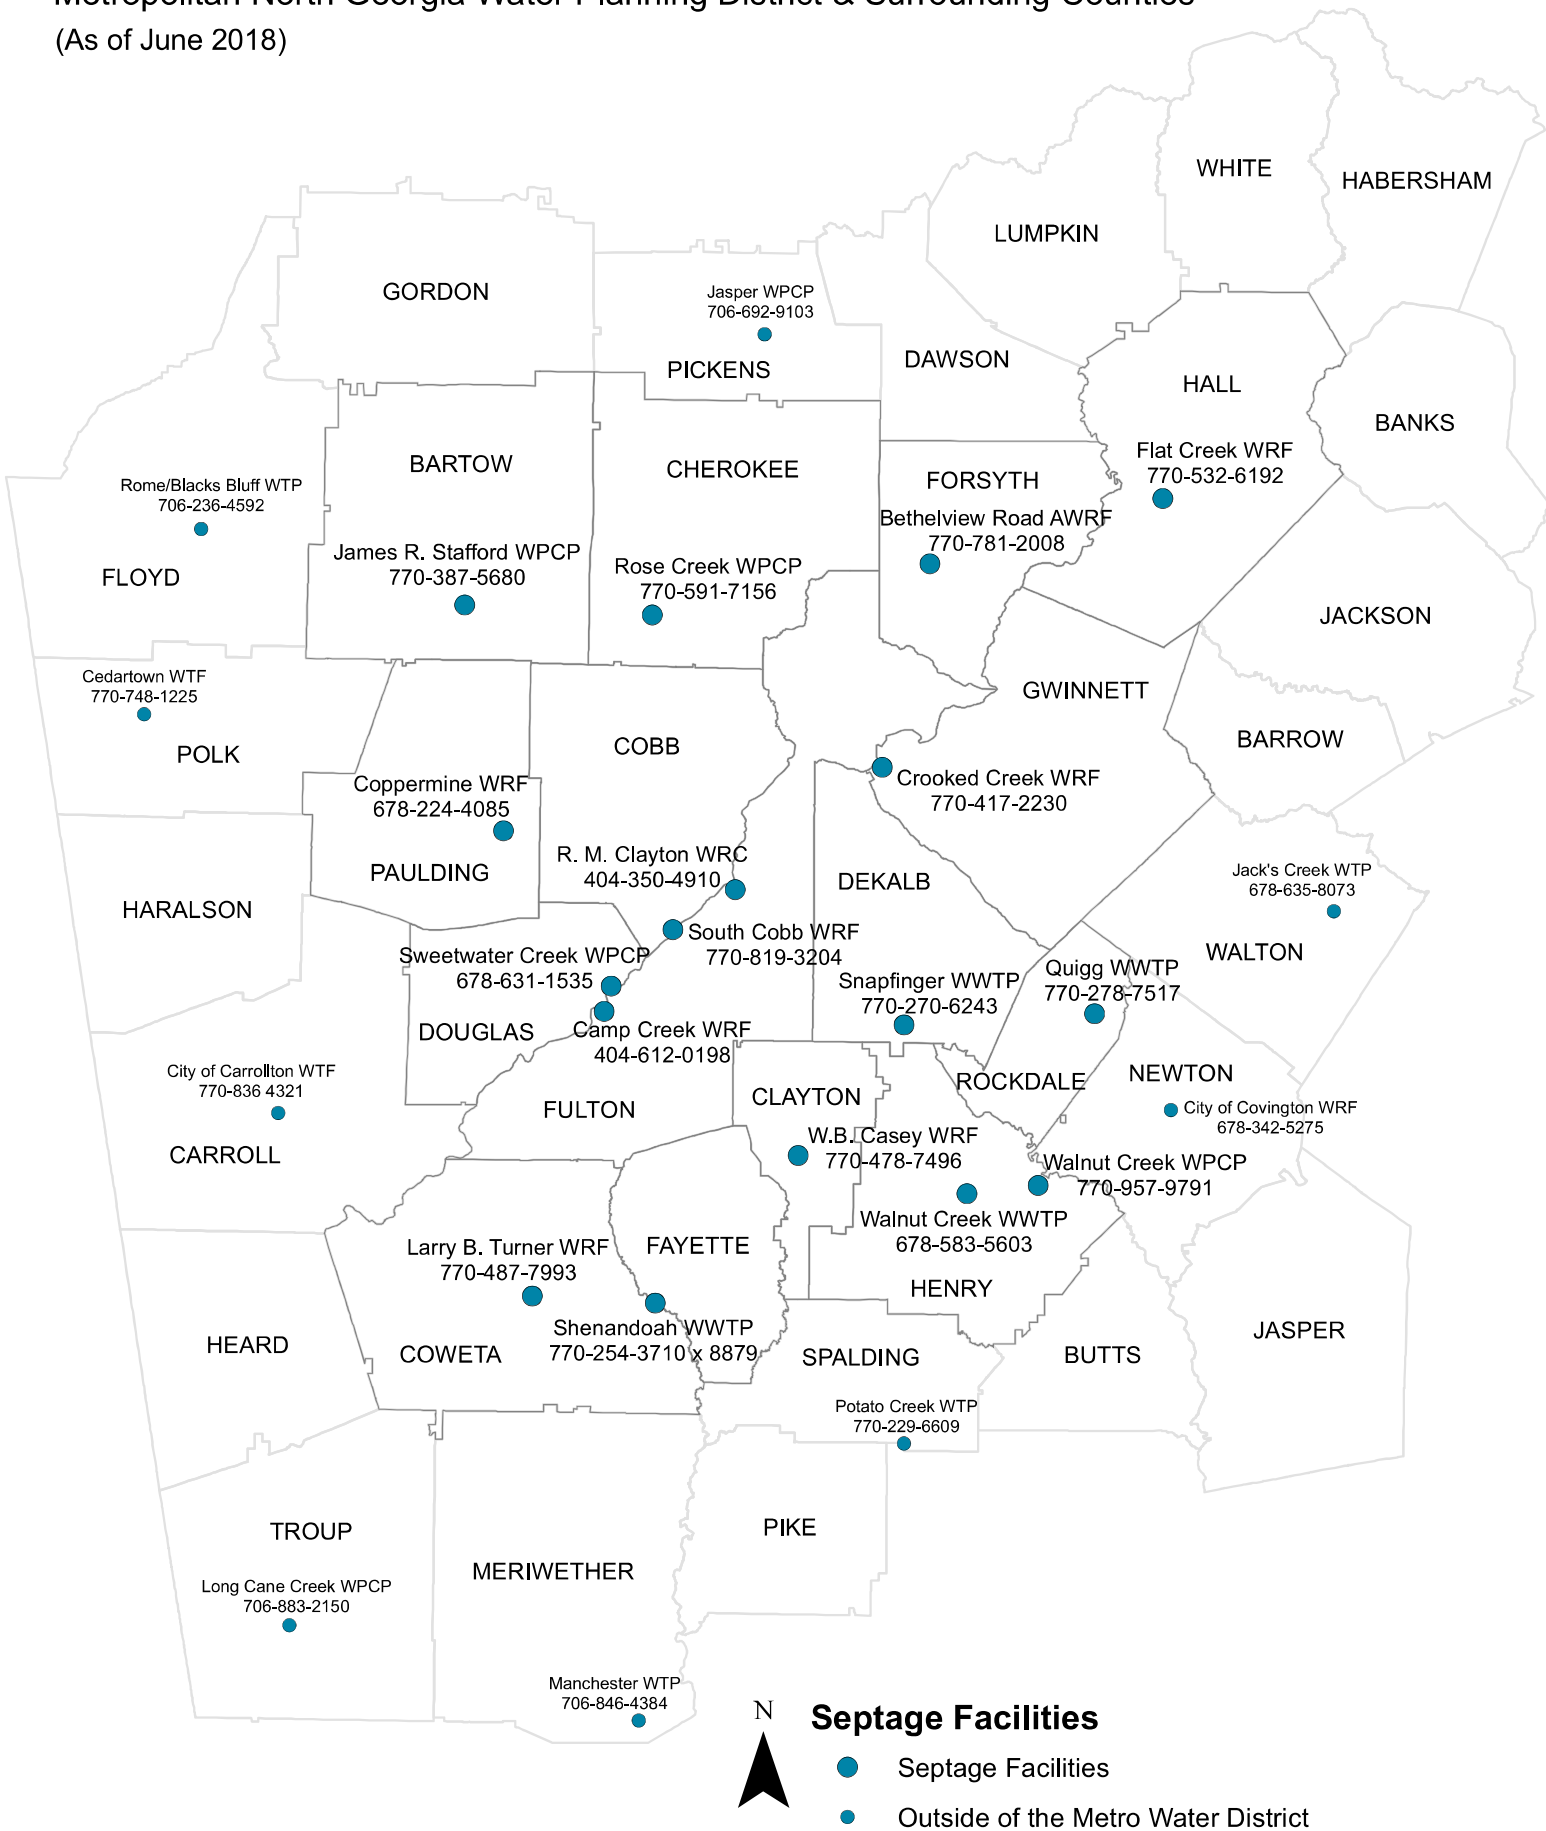 Metropolitan North Georgia Water Planning District & Surrounding Counties
(As of June 2018)
WHITE
HABERSHAM
LUMPKIN
GORDON
Jasper WPCP
706-692-9103
PICKENS
DAWSON
HALL
BANKS
Flat Creek WRF
770-532-6192
BARTOW
CHEROKEE
FORSYTH
Bethelview Road AWRF
770-781-2008
Rome/Blacks Bluff WTP
706-236-4592
FLOYD
James R. Stafford WPCP
770-387-5680
Rose Creek WPCP
770-591-7156
JACKSON
Cedartown WTF
770-748-1225
POLK
COBB
GWINNETT
BARROW
Coppermine WRF
678-224-4085
PAULDING
Crooked Creek WRF
770-417-2230
R. M. Clayton WRC
404-350-4910
DEKALB
Jack's Creek WTP
678-635-8073
WALTON
HARALSON
South Cobb WRF
770-819-3204
Sweetwater Creek WPCP
678-631-1535
Snapfinger WWTP
770-270-6243
Quigg WWTP
770-278-7517
DOUGLAS
Camp Creek WRF
404-612-0198
City of Carrollton WTF
770-836 4321
CARROLL
FULTON
CLAYTON
ROCKDALE
NEWTON
City of Covington WRF
678-342-5275
W.B. Casey WRF
770-478-7496
Walnut Creek WPCP
770-957-9791
Walnut Creek WWTP
678-583-5603
HENRY
Larry B. Turner WRF
770-487-7993
FAYETTE
Shenandoah WWTP
770-254-3710 x 8879
HEARD
COWETA
SPALDING
BUTTS
JASPER
Potato Creek WTP
770-229-6609
TROUP
Long Cane Creek WPCP
706-883-2150
MERIWETHER
PIKE
Manchester WTP
706-846-4384
N
Septage Facilities
Septage Facilities
Outside of the Metro Water District